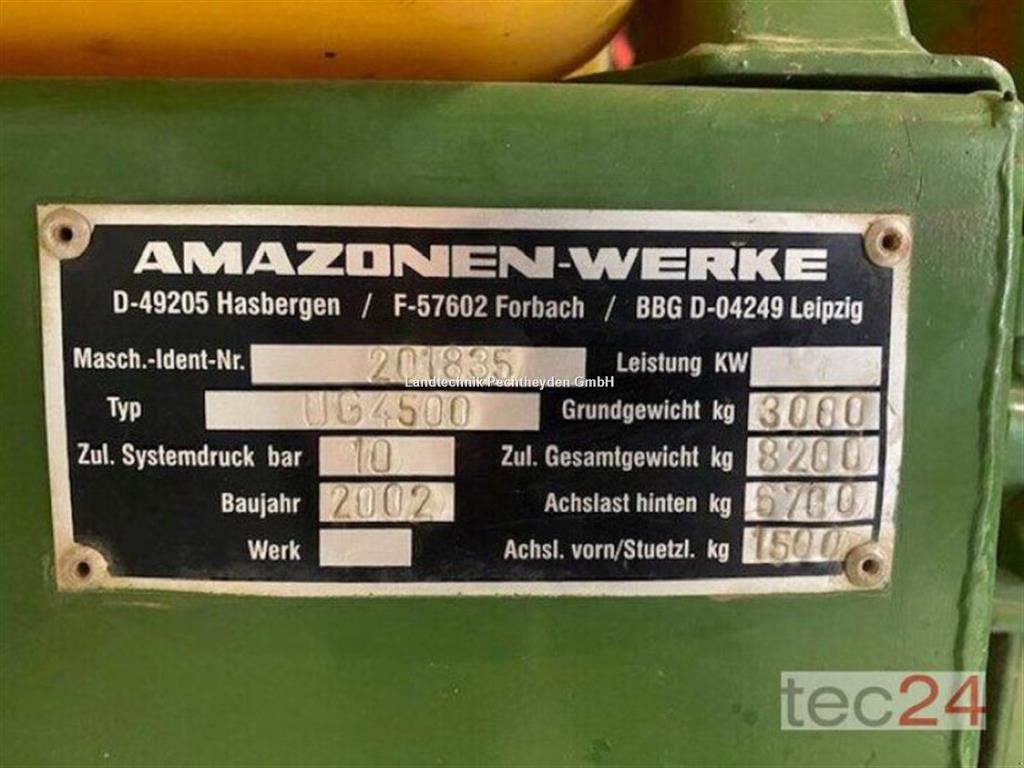 AMAZONEN-WERKE
D-49205 Hasbergen / F-57602 Forbach / BBG D-04249 Leipzig
Masch.-Ident-Nr. 201835 Leistung KW
Landtechnik Pechtheyden GmbH
Typ UG4500 Grundgewicht kg
Zul. Systemdruck bar 10 Zul. Gesamtgewicht kg 8200
Baujahr 2002 Achslast hinten kg 6700
Werk Achsl. vorn/Stuetzl. kg 1500
tec24